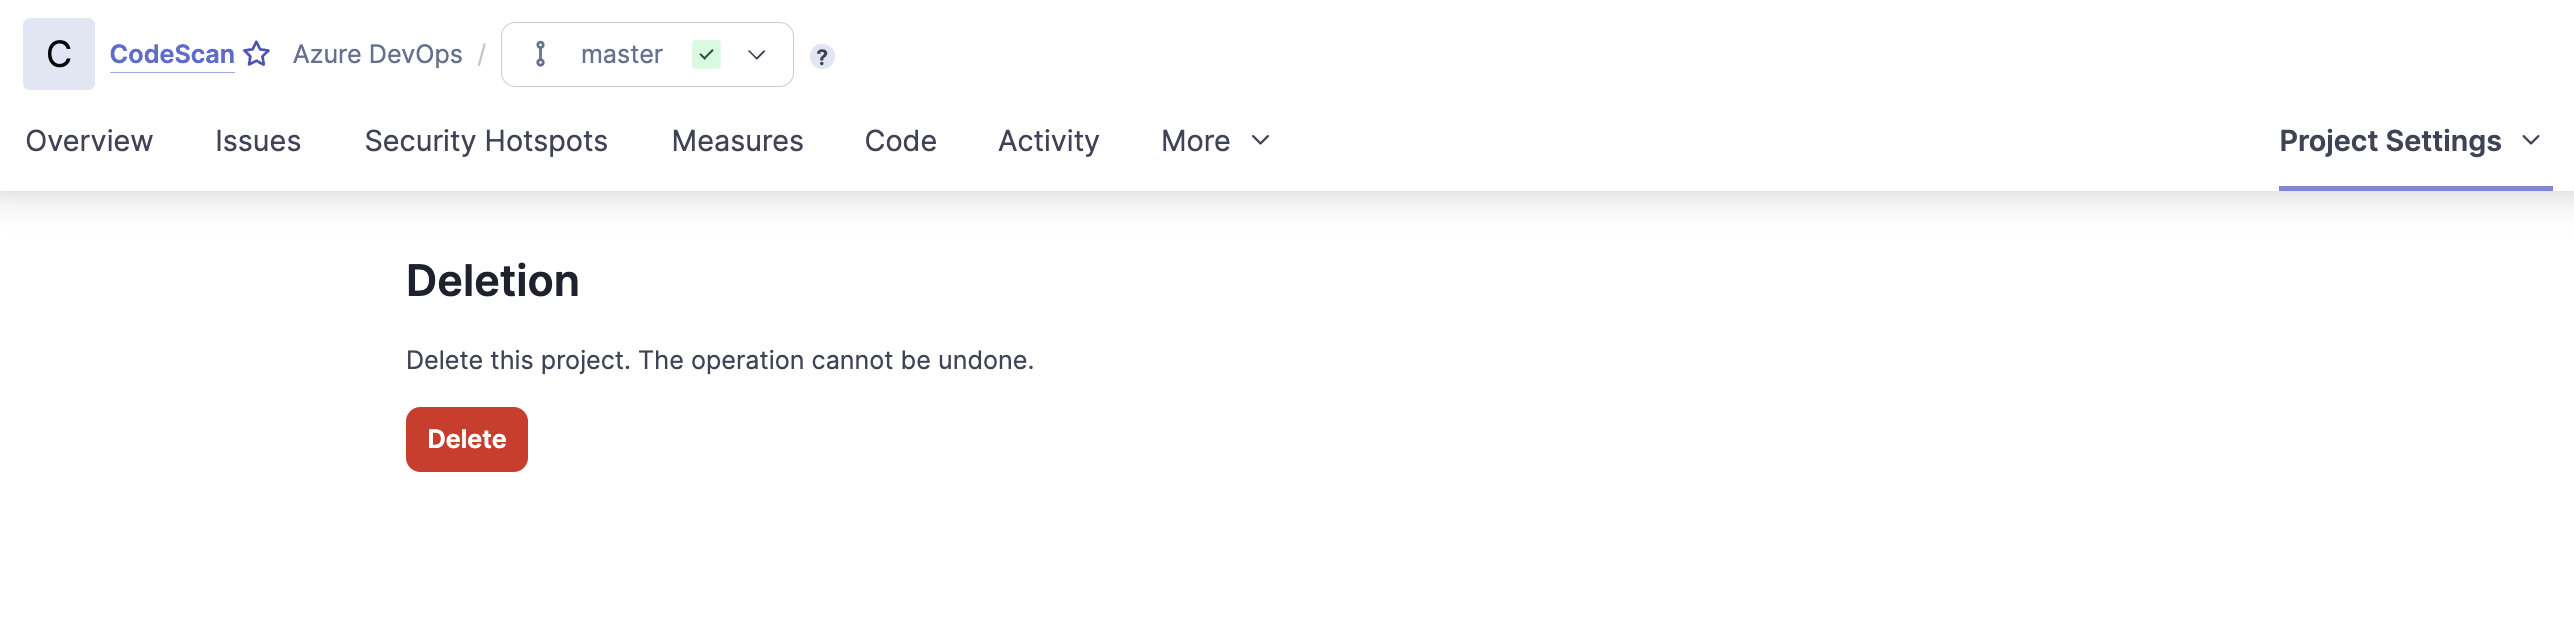 C CodeScan Azure DevOps / master ?
Overview Issues Security Hotspots Measures Code Activity More Project Settings
Deletion
Delete this project. The operation cannot be undone.
Delete